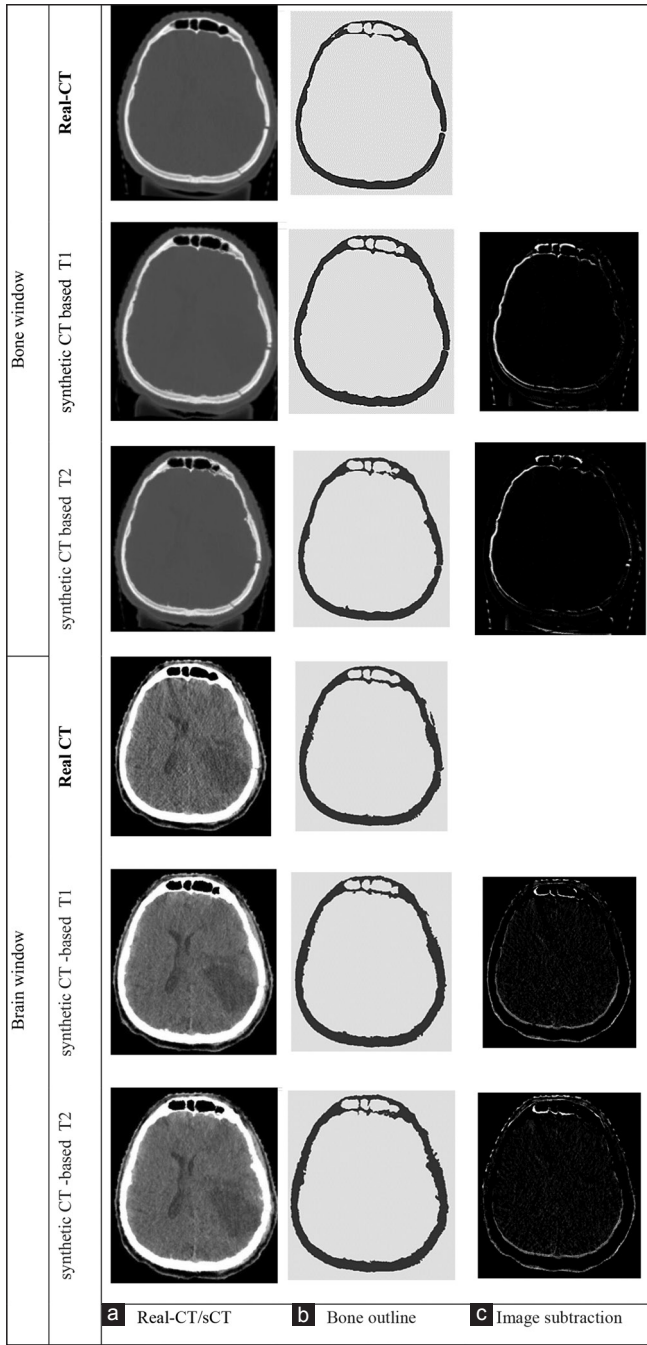 Bone window
Real-CT
synthetic CT based T1
synthetic CT based T2
Brain window
Real CT
synthetic CT -based T1
synthetic CT -based T2
a Real-CT/sCT
b Bone outline
c Image subtraction